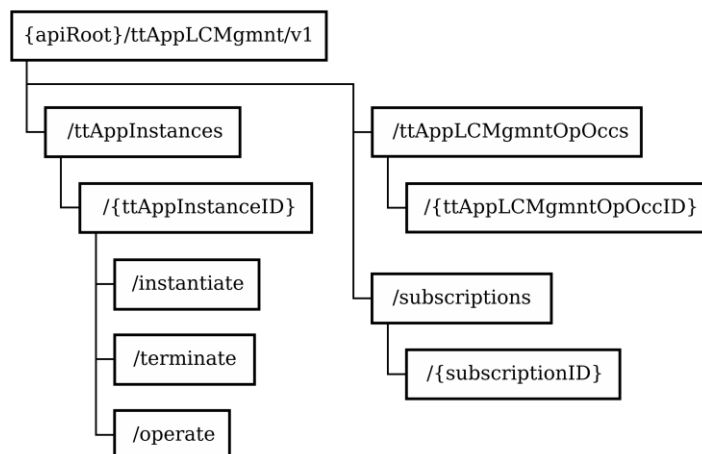 {apiRoot}/ttAppLCMgmnt/v1
/ttAppInstances
/{ttAppInstanceID}
/instantiate
/terminate
/operate
/ttAppLCMgmntOpOccs
/{ttAppLCMgmntOpOccID}
/subscriptions
/{subscriptionID}